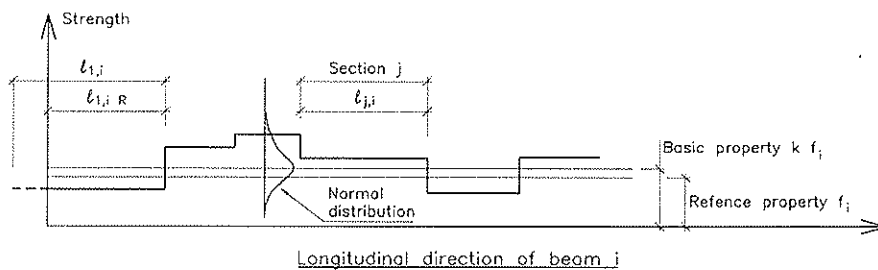 Strength
ℓ1,i
Section j
ℓ1,i R
ℓj,i
Basic property k fi
Normal
distribution
Refence property fi
Longitudinal direction of beam i